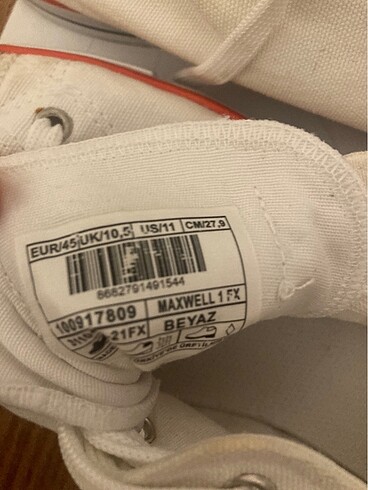 EUR/45 UK/10,5 US/11 CM/27,9
8682791491544
100917809 MAXWELL 1 FX
21FX BEYAZ